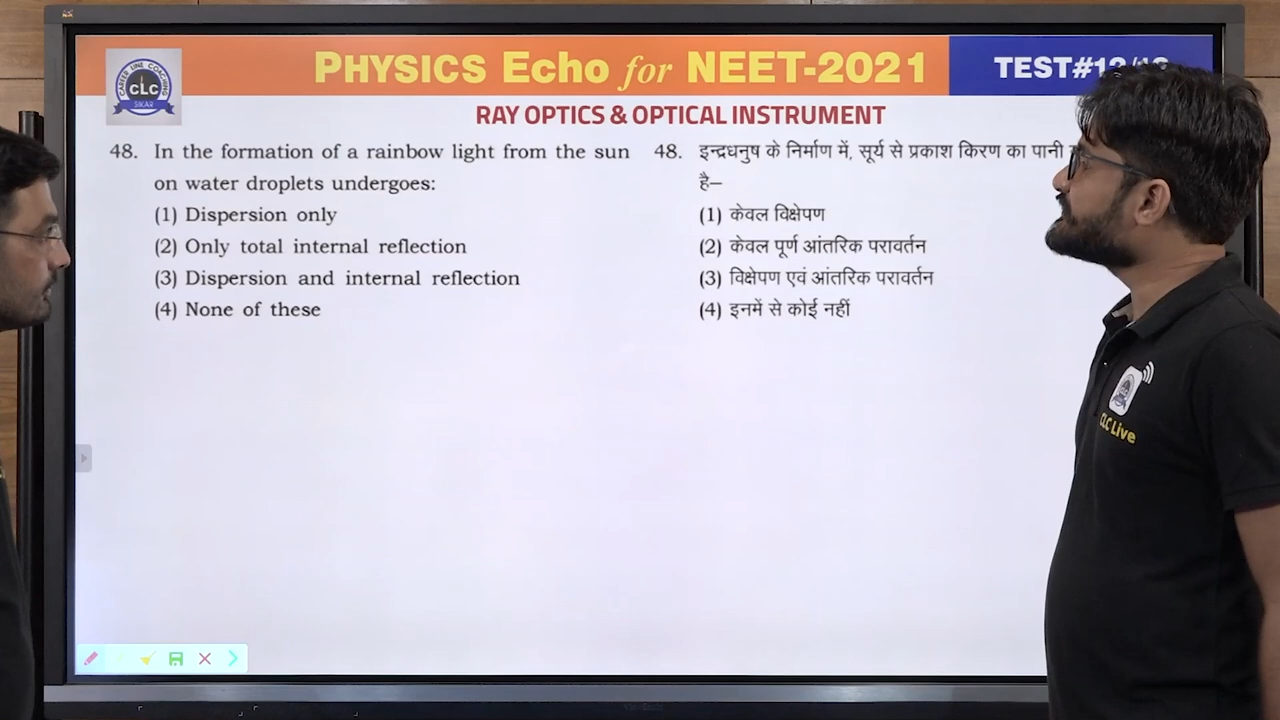 PHYSICS Echo for NEET-2021
RAY OPTICS & OPTICAL INSTRUMENT
CAREER LINE COACHING
CLC
SIKAR
48. In the formation of a rainbow light from the sun
on water droplets undergoes:
(1) Dispersion only
(2) Only total internal reflection
(3) Dispersion and internal reflection
(4) None of these
48. इन्द्रधनुष के निर्माण में, सूर्य से प्रकाश किरण का पानी
है–
(1) केवल विक्षेपण
(2) केवल पूर्ण आंतरिक परावर्तन
(3) विक्षेपण एवं आंतरिक परावर्तन
(4) इनमें से कोई नहीं
CLC Live